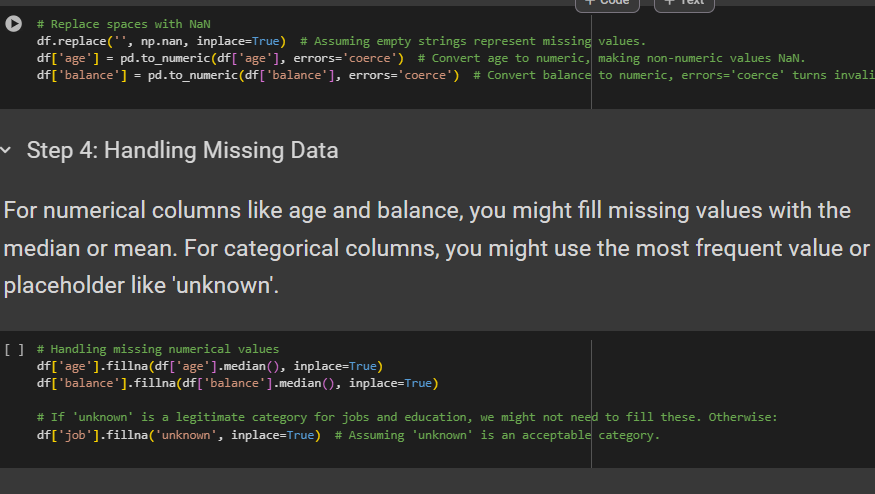 + Code + Text
# Replace spaces with NaN
df.replace('', np.nan, inplace=True)  # Assuming empty strings represent missing values.
df['age'] = pd.to_numeric(df['age'], errors='coerce')  # Convert age to numeric, making non-numeric values NaN.
df['balance'] = pd.to_numeric(df['balance'], errors='coerce')  # Convert balance to numeric, errors='coerce' turns invali
Step 4: Handling Missing Data
For numerical columns like age and balance, you might fill missing values with the
median or mean. For categorical columns, you might use the most frequent value or
placeholder like 'unknown'.
[ ] # Handling missing numerical values
df['age'].fillna(df['age'].median(), inplace=True)
df['balance'].fillna(df['balance'].median(), inplace=True)
# If 'unknown' is a legitimate category for jobs and education, we might not need to fill these. Otherwise:
df['job'].fillna('unknown', inplace=True)  # Assuming 'unknown' is an acceptable category.